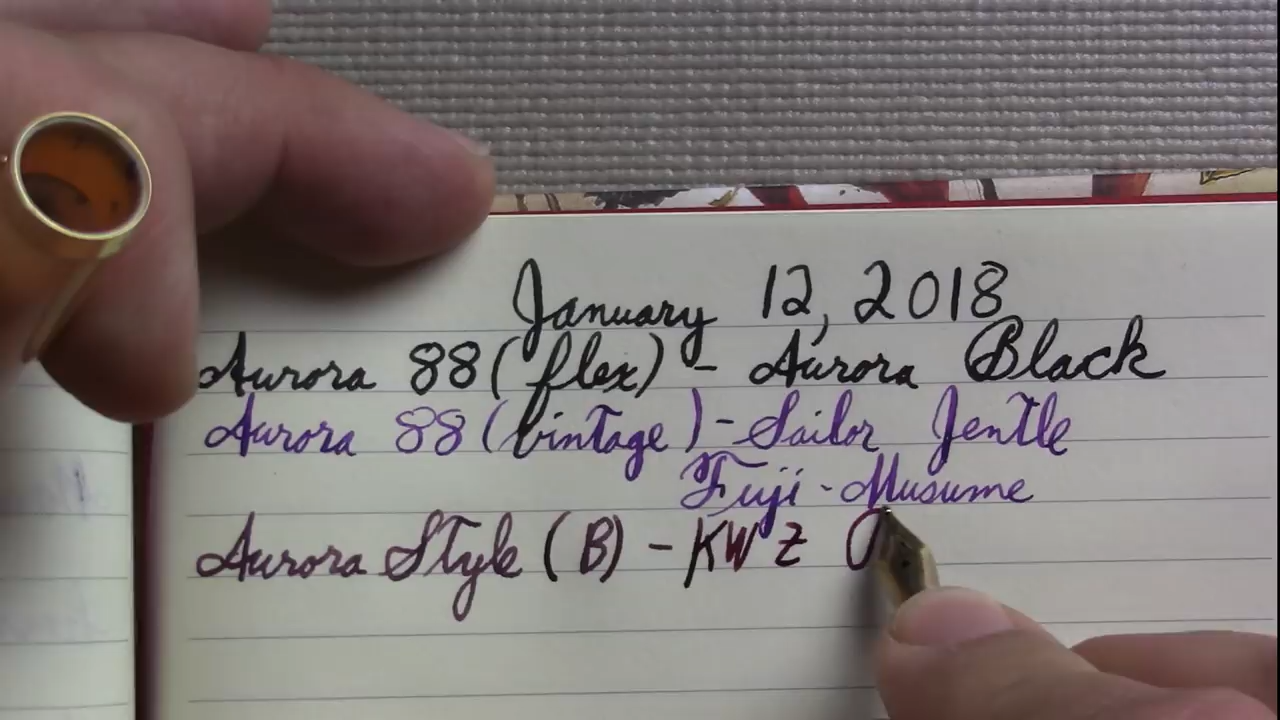 January 12, 2018
Aurora 88 (flex) - Aurora Black
Aurora 88 (vintage) - Sailor Jentle
Fuji - Musume
Aurora Style (B) - KWZ